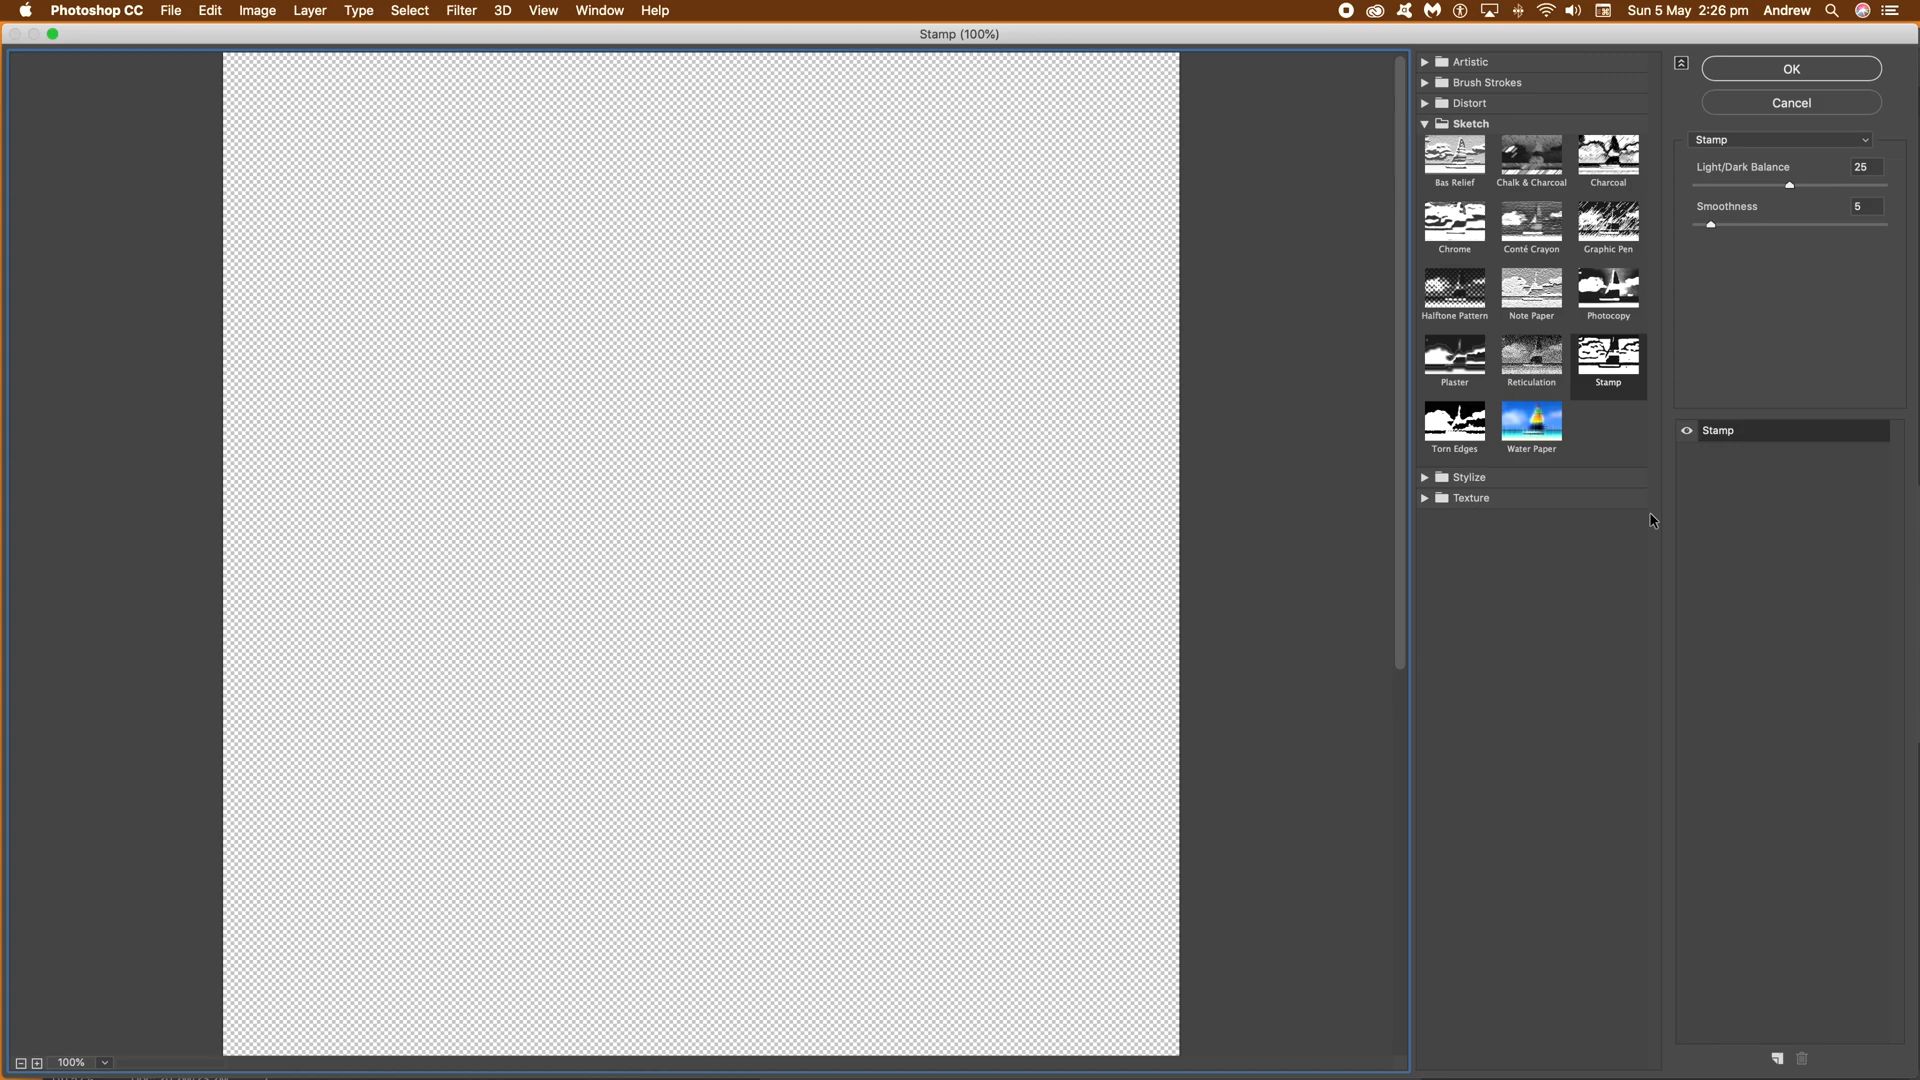 Photoshop CC File Edit Image Layer Type Select Filter 3D View Window Help Sun 5 May 2:26 pm Andrew
Stamp (100%)
Artistic
Brush Strokes
Distort
Sketch
Bas Relief Chalk & Charcoal Charcoal
Chrome Conté Crayon Graphic Pen
Halftone Pattern Note Paper Photocopy
Plaster Reticulation Stamp
Torn Edges Water Paper
Stylize
Texture
OK
Cancel
Stamp
Light/Dark Balance 25
Smoothness 5
Stamp
100%